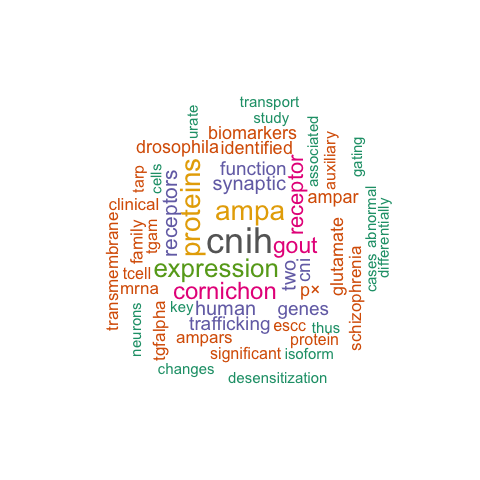 transport
study
urate
biomarkers
associated
drosophila
identified
auxiliary
gating
function
synaptic
receptor
tarp
cells
receptors
proteins
ampar
clinical
ampa
abnormal
family
tgam
cnih
gout
glutamate
differentially
transmembrane
tcell
expression
two
cni
cases
schizophrenia
mrna
cornichon
p×
key
human
genes
neurons
tgfalpha
trafficking
escc
thus
ampars
protein
significant
isoform
changes
desensitization